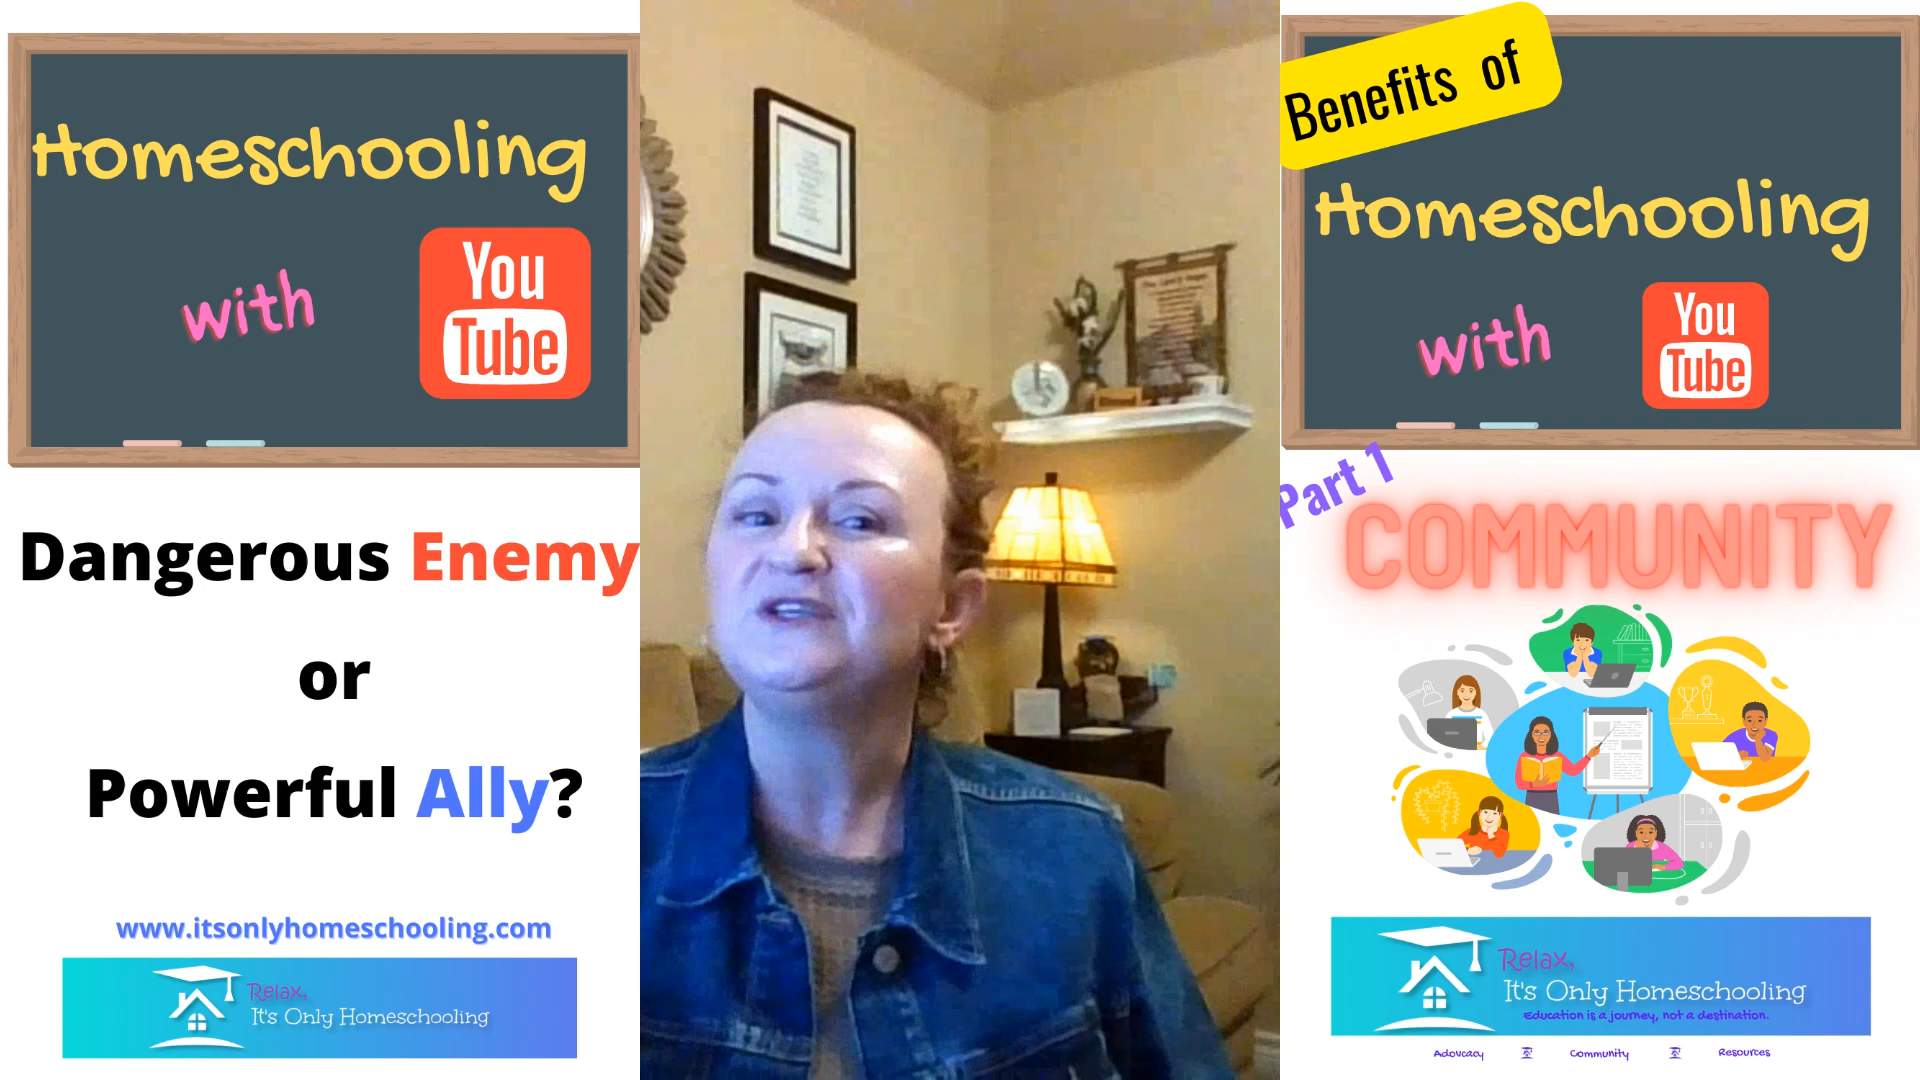 Homeschooling
with
You
Tube
Dangerous Enemy
or
Powerful Ally?
www.itsonlyhomeschooling.com
Relax,
It's Only Homeschooling
Benefits of
Homeschooling
with
You
Tube
Part 1
COMMUNITY
Relax,
It's Only Homeschooling
Education is a journey, not a destination.
Adovcacy
Community
Resources